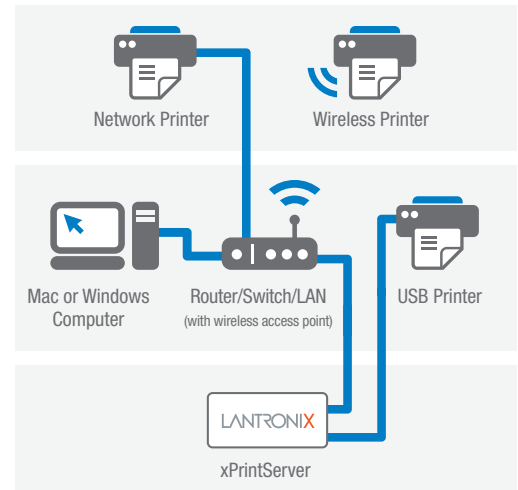 Network Printer
Wireless Printer
Mac or Windows
Computer
Router/Switch/LAN
(with wireless access point)
USB Printer
LANTRONIX
xPrintServer